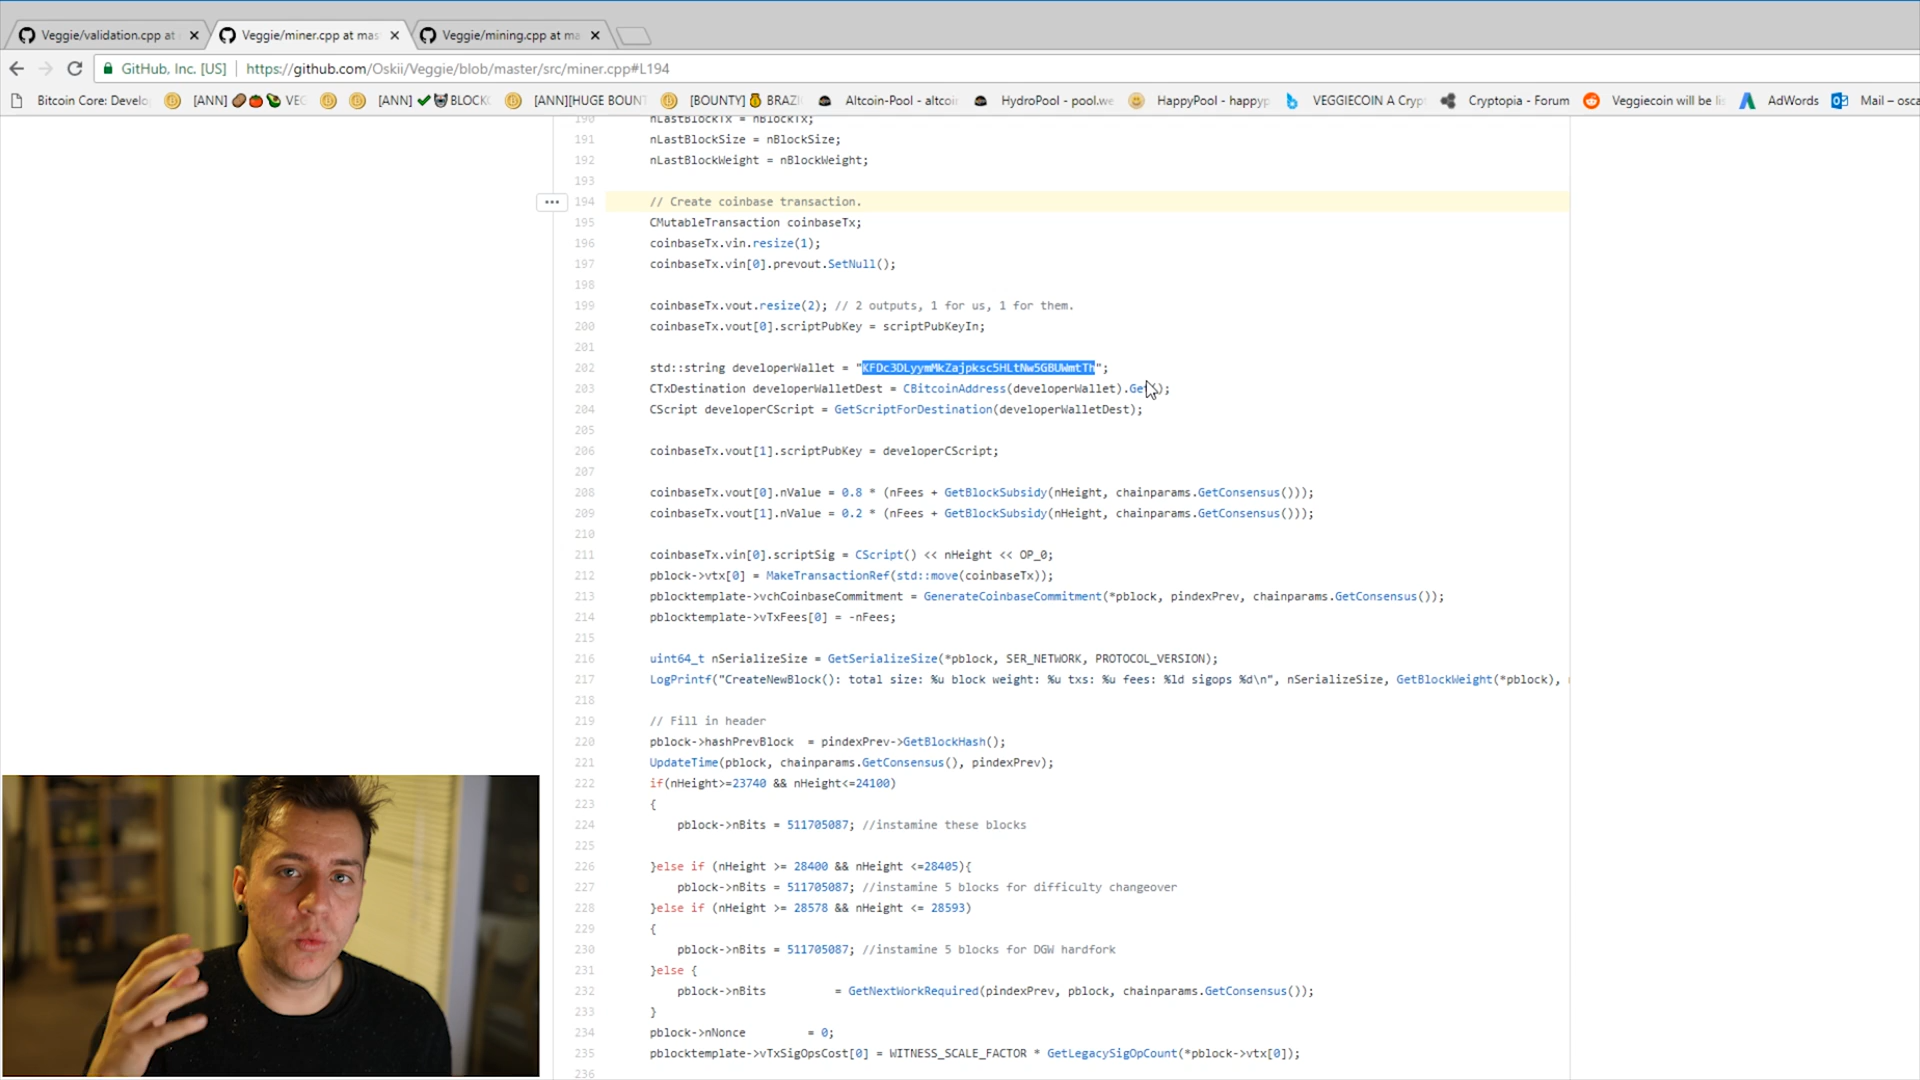 Veggie/validation.cpp at
Veggie/miner.cpp at mas
Veggie/mining.cpp at ma
GitHub, Inc. [US]
https://github.com/Oskii/Veggie/blob/master/src/miner.cpp#L194
Bitcoin Core: Develo
[ANN] VEG
[ANN] BLOCK
[ANN][HUGE BOUNT
[BOUNTY] BRAZI
Altcoin-Pool - altcoi
HydroPool - pool.we
HappyPool - happyp
VEGGIECOIN A Cryp
Cryptopia - Forum
Veggiecoin will be li
AdWords
Mail – osca
190 nLastBlockTx = nBlockTx;
191 nLastBlockSize = nBlockSize;
192 nLastBlockWeight = nBlockWeight;
193
... 194 // Create coinbase transaction.
195 CMutableTransaction coinbaseTx;
196 coinbaseTx.vin.resize(1);
197 coinbaseTx.vin[0].prevout.SetNull();
198
199 coinbaseTx.vout.resize(2); // 2 outputs, 1 for us, 1 for them.
200 coinbaseTx.vout[0].scriptPubKey = scriptPubKeyIn;
201
202 std::string developerWallet = "KFDc3DLyymMkZajpksc5HLtNw5GBUWmtTh";
203 CTxDestination developerWalletDest = CBitcoinAddress(developerWallet).Get();
204 CScript developerCScript = GetScriptForDestination(developerWalletDest);
205
206 coinbaseTx.vout[1].scriptPubKey = developerCScript;
207
208 coinbaseTx.vout[0].nValue = 0.8 * (nFees + GetBlockSubsidy(nHeight, chainparams.GetConsensus()));
209 coinbaseTx.vout[1].nValue = 0.2 * (nFees + GetBlockSubsidy(nHeight, chainparams.GetConsensus()));
210
211 coinbaseTx.vin[0].scriptSig = CScript() << nHeight << OP_0;
212 pblock->vtx[0] = MakeTransactionRef(std::move(coinbaseTx));
213 pblocktemplate->vchCoinbaseCommitment = GenerateCoinbaseCommitment(*pblock, pindexPrev, chainparams.GetConsensus());
214 pblocktemplate->vTxFees[0] = -nFees;
215
216 uint64_t nSerializeSize = GetSerializeSize(*pblock, SER_NETWORK, PROTOCOL_VERSION);
217 LogPrintf("CreateNewBlock(): total size: %u block weight: %u txs: %u fees: %ld sigops %d\n", nSerializeSize, GetBlockWeight(*pblock),
218
219 // Fill in header
220 pblock->hashPrevBlock = pindexPrev->GetBlockHash();
221 UpdateTime(pblock, chainparams.GetConsensus(), pindexPrev);
222 if(nHeight>=23740 && nHeight<=24100)
223 {
224 pblock->nBits = 511705087; //instamine these blocks
225
226 }else if (nHeight >= 28400 && nHeight <=28405){
227 pblock->nBits = 511705087; //instamine 5 blocks for difficulty changeover
228 }else if (nHeight >= 28578 && nHeight <= 28593)
229 {
230 pblock->nBits = 511705087; //instamine 5 blocks for DGW hardfork
231 }else {
232 pblock->nBits = GetNextWorkRequired(pindexPrev, pblock, chainparams.GetConsensus());
233 }
234 pblock->nNonce = 0;
235 pblocktemplate->vTxSigOpsCost[0] = WITNESS_SCALE_FACTOR * GetLegacySigOpCount(*pblock->vtx[0]);
236